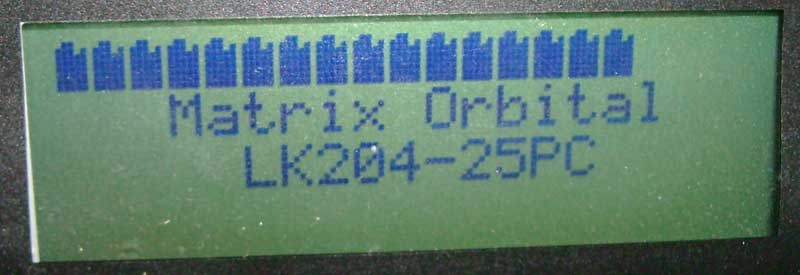 Matrix Orbital
LK204-25PC